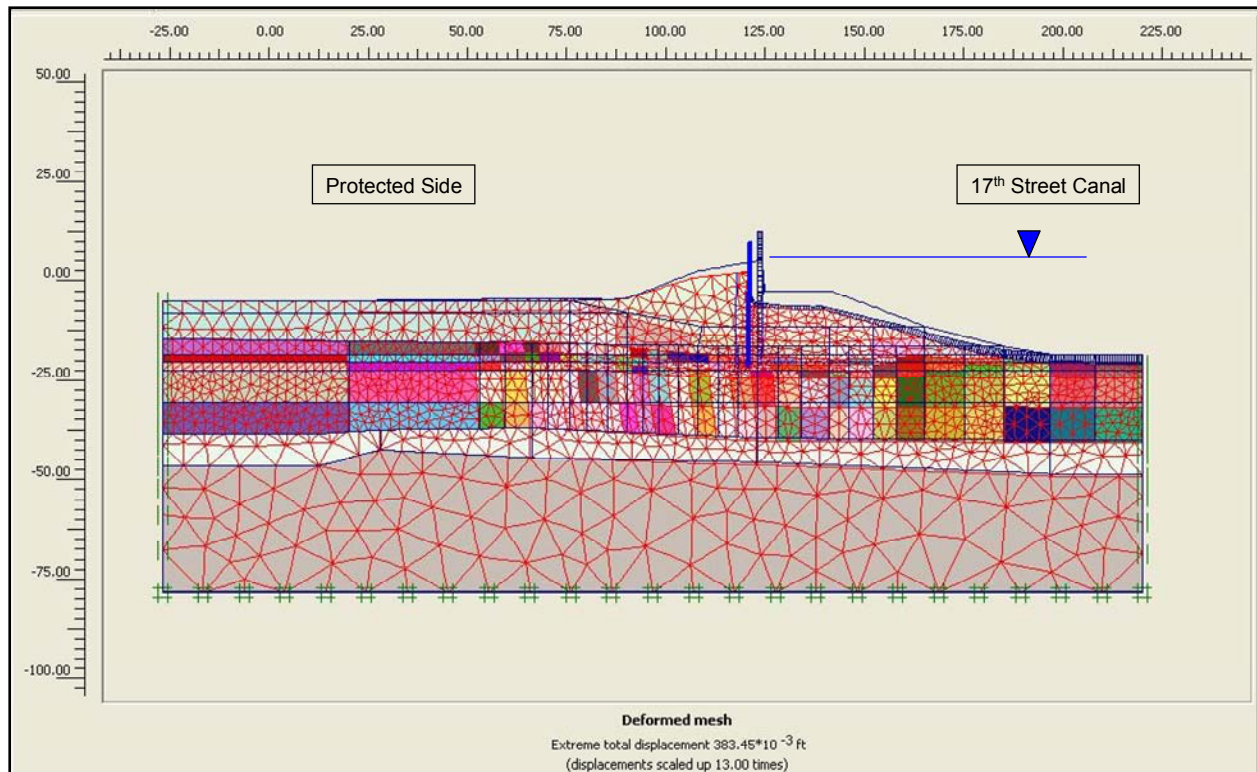 -25.00 0.00 25.00 50.00 75.00 100.00 125.00 150.00 175.00 200.00 225.00
50.00
25.00
Protected Side
17th Street Canal
0.00
-25.00
-50.00
-75.00
-100.00
Deformed mesh
Extreme total displacement 383.45*10 -3 ft
(displacements scaled up 13.00 times)